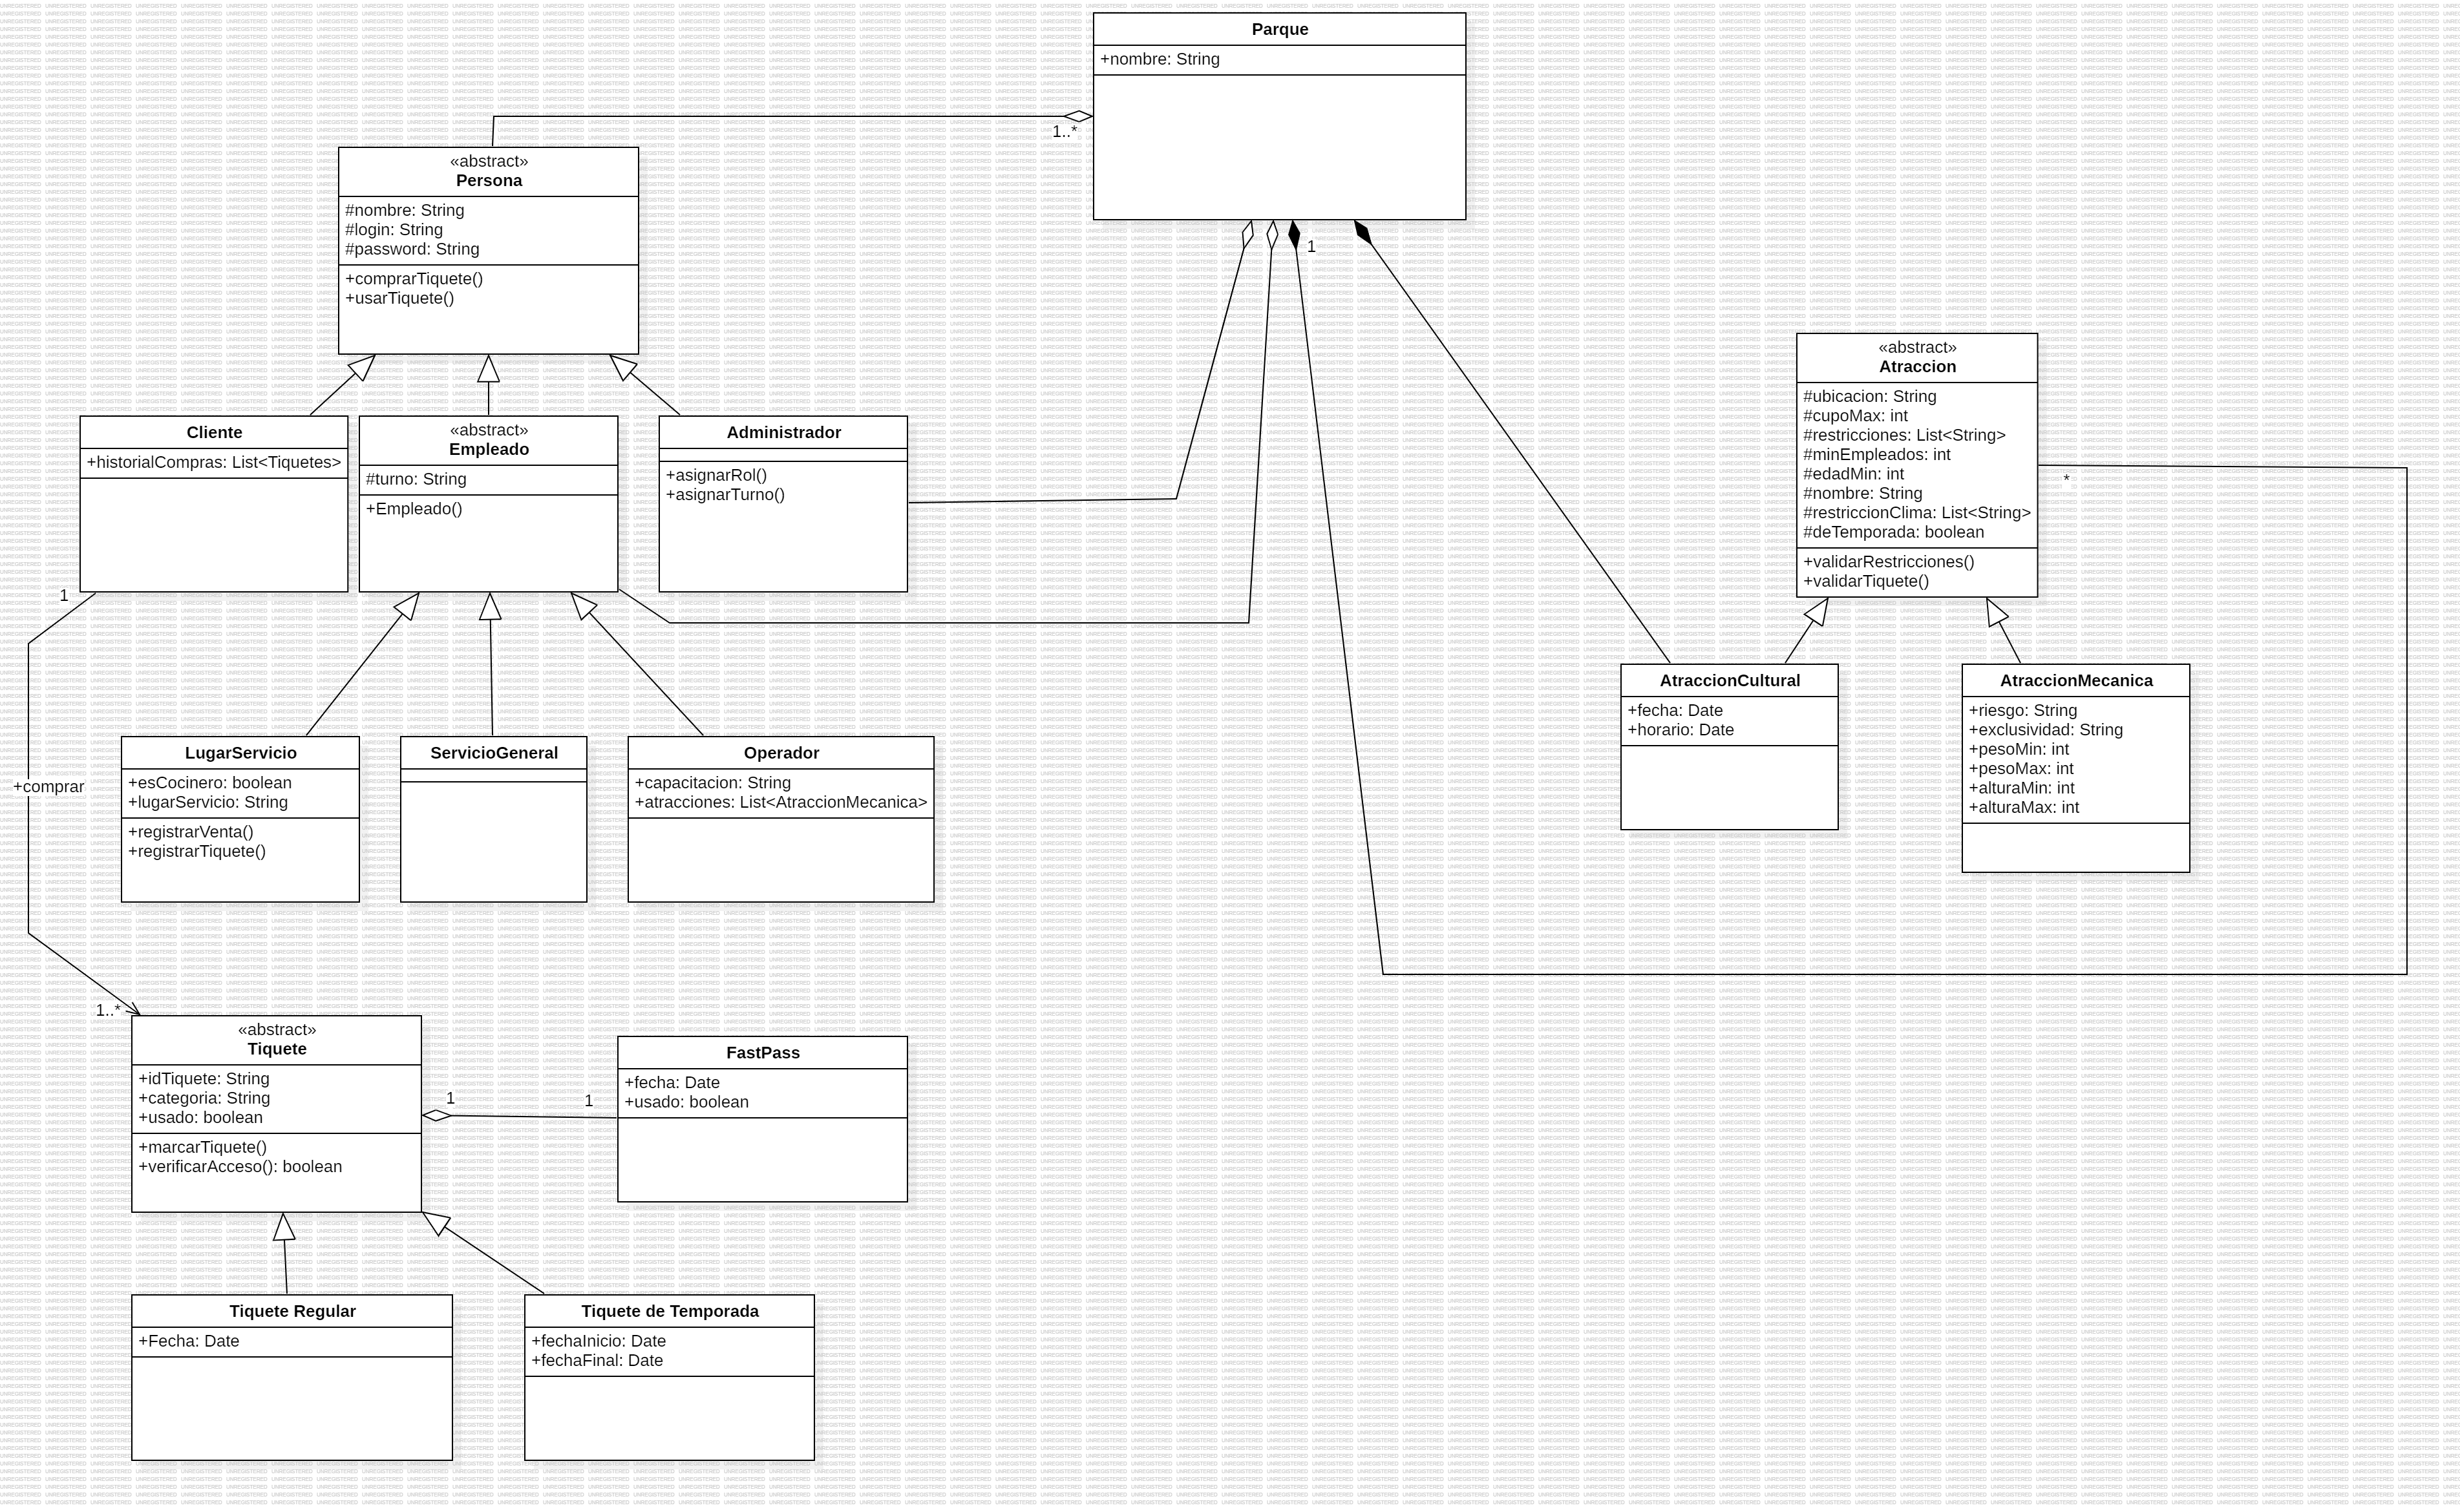 Parque
+nombre: String
1..*
1
«abstract»
Persona
#nombre: String
#login: String
#password: String
+comprarTiquete()
+usarTiquete()
Cliente
+historialCompras: List<Tiquetes>
1
«abstract»
Empleado
#turno: String
+Empleado()
Administrador
+asignarRol()
+asignarTurno()
«abstract»
Atraccion
#ubicacion: String
#cupoMax: int
#restricciones: List<String>
#minEmpleados: int
#edadMin: int
#nombre: String
#restriccionClima: List<String>
#deTemporada: boolean
+validarRestricciones()
+validarTiquete()
*
AtraccionCultural
+fecha: Date
+horario: Date
AtraccionMecanica
+riesgo: String
+exclusividad: String
+pesoMin: int
+pesoMax: int
+alturaMin: int
+alturaMax: int
+comprar
LugarServicio
+esCocinero: boolean
+lugarServicio: String
+registrarVenta()
+registrarTiquete()
ServicioGeneral
Operador
+capacitacion: String
+atracciones: List<AtraccionMecanica>
1..*
«abstract»
Tiquete
+idTiquete: String
+categoria: String
+usado: boolean
+marcarTiquete()
+verificarAcceso(): boolean
1
1
FastPass
+fecha: Date
+usado: boolean
Tiquete Regular
+Fecha: Date
Tiquete de Temporada
+fechaInicio: Date
+fechaFinal: Date
UNREGISTERED